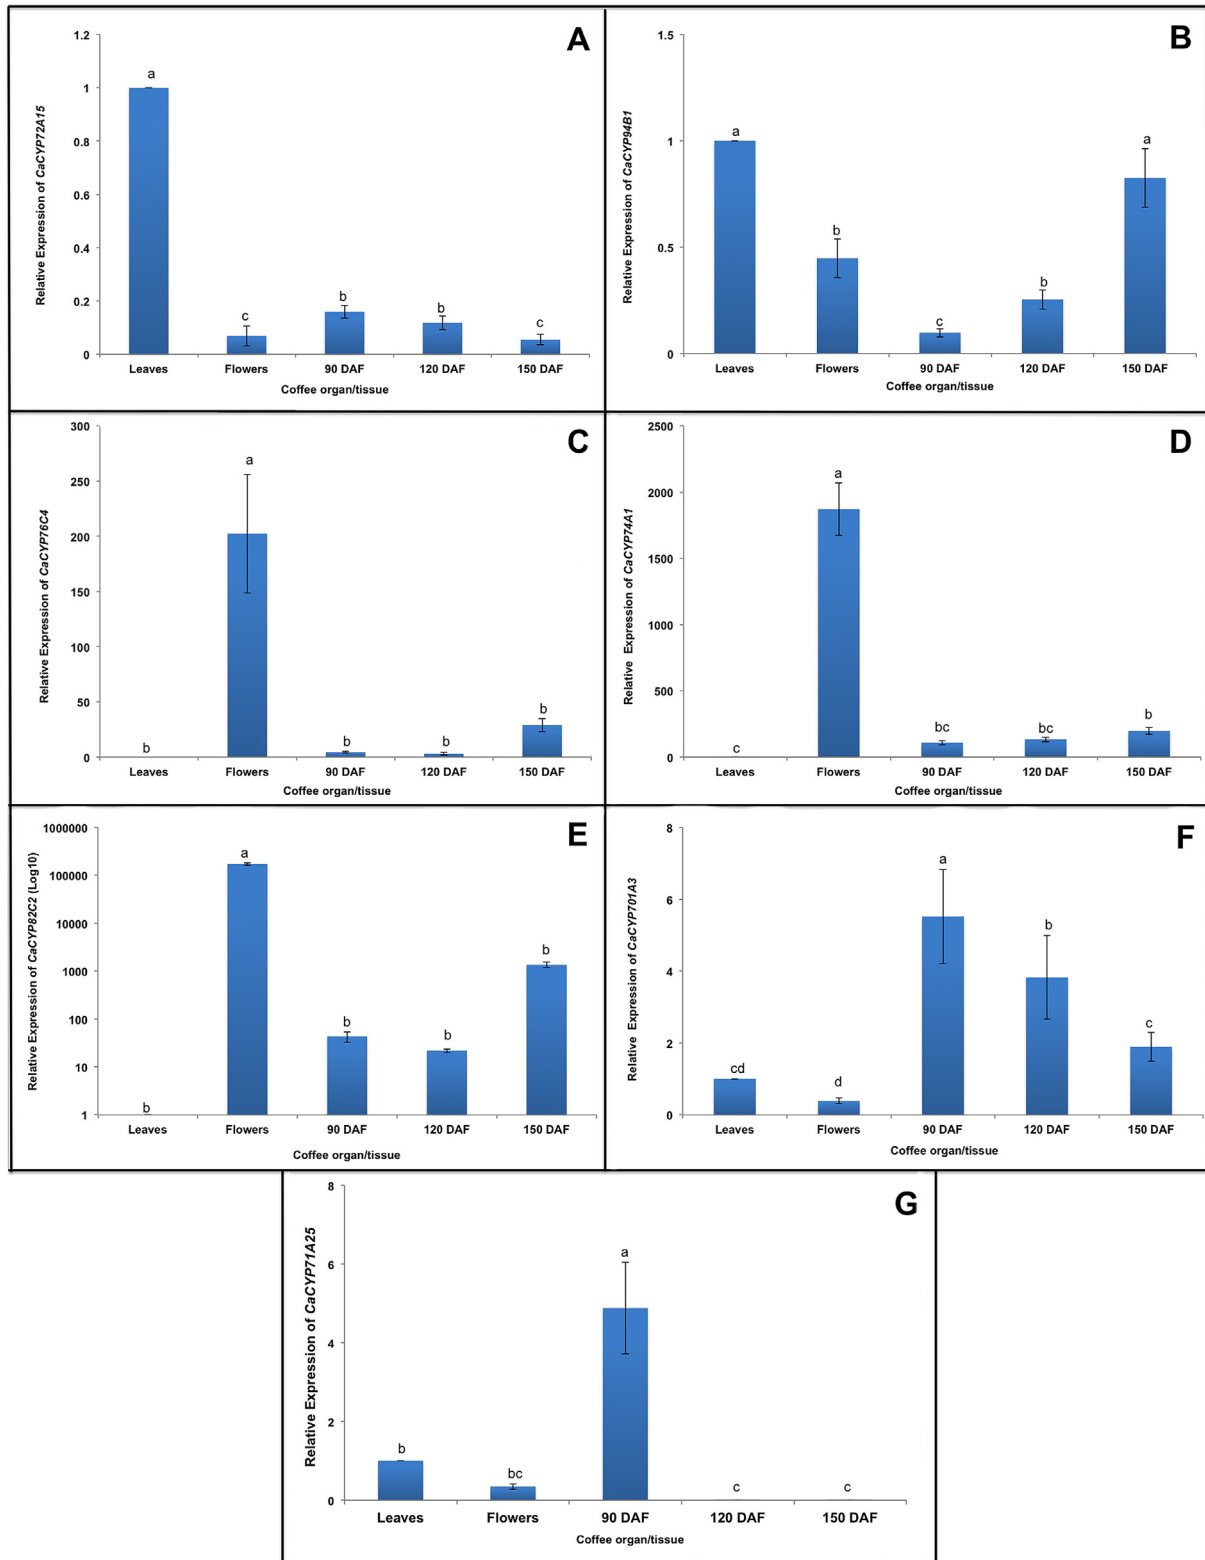 A
Relative Expression of CaCYP72A15
1.2
1
0.8
0.6
0.4
0.2
0
a
c
b
b
c
Leaves Flowers 90 DAF 120 DAF 150 DAF
Coffee organ/tissue
B
Relative Expression of CaCYP94B1
1.5
1
0.5
0
a
b
c
b
a
Leaves Flowers 90 DAF 120 DAF 150 DAF
Coffee organ/tissue
C
Relative Expression of CaCYP76C4
300
250
200
150
100
50
0
b
a
b
b
b
Leaves Flowers 90 DAF 120 DAF 150 DAF
Coffee organ/tissue
D
Relative Expression of CaCYP74A1
2500
2000
1500
1000
500
0
c
a
bc
bc
b
Leaves Flowers 90 DAF 120 DAF 150 DAF
Coffee organ/tissue
E
Relative Expression of CaCYP82C2 (Log10)
1000000
100000
10000
1000
100
10
1
b
a
b
b
b
Leaves Flowers 90 DAF 120 DAF 150 DAF
Coffee organ/tissue
F
Relative Expression of CaCYP701A3
8
6
4
2
0
cd
d
a
b
c
Leaves Flowers 90 DAF 120 DAF 150 DAF
Coffee organ/tissue
G
Relative Expression of CaCYP71A25
8
6
4
2
0
b
bc
a
c
c
Leaves Flowers 90 DAF 120 DAF 150 DAF
Coffee organ/tissue